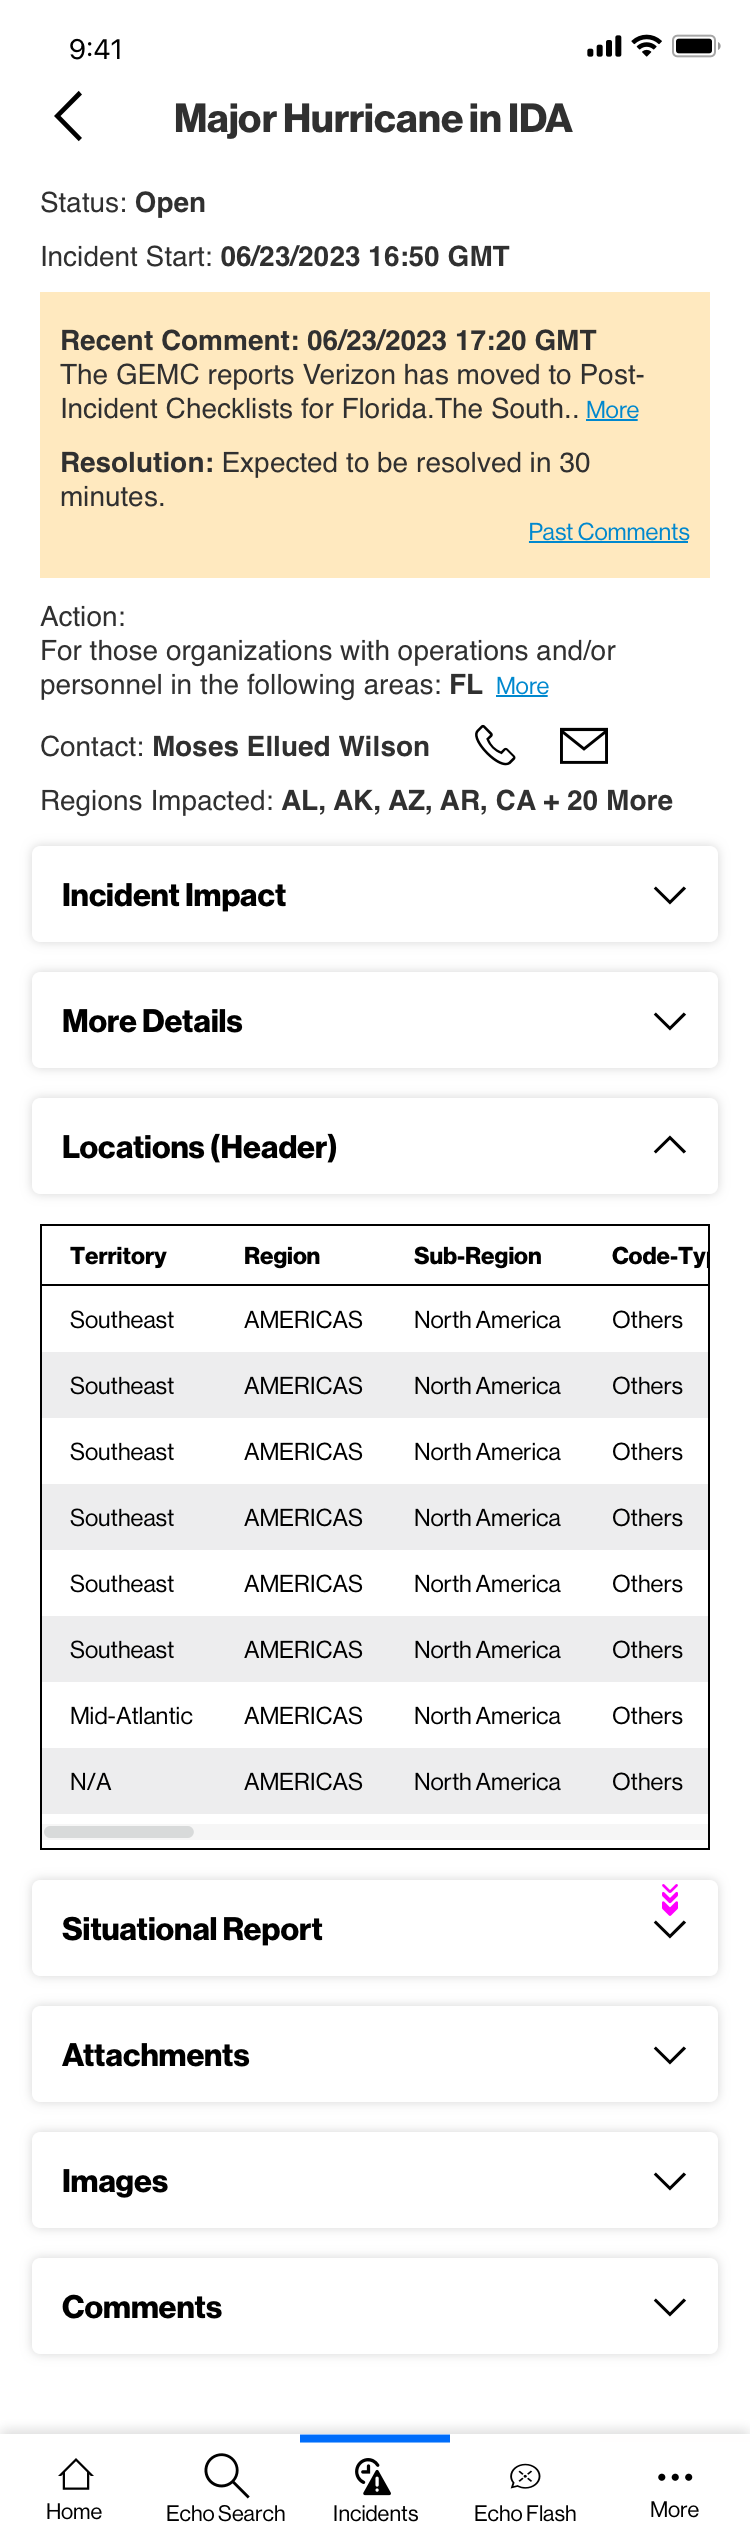 9:41
Major Hurricane in IDA
Status: Open
Incident Start: 06/23/2023 16:50 GMT
Recent Comment: 06/23/2023 17:20 GMT
The GEMC reports Verizon has moved to Post-
Incident Checklists for Florida.The South.. More
Resolution: Expected to be resolved in 30
minutes.
Past Comments
Action:
For those organizations with operations and/or
personnel in the following areas: FL More
Contact: Moses Ellued Wilson
Regions Impacted: AL, AK, AZ, AR, CA + 20 More
Incident Impact
More Details
Locations (Header)
Territory Region Sub-Region Code-Typ
Southeast AMERICAS North America Others
Southeast AMERICAS North America Others
Southeast AMERICAS North America Others
Southeast AMERICAS North America Others
Southeast AMERICAS North America Others
Southeast AMERICAS North America Others
Mid-Atlantic AMERICAS North America Others
N/A AMERICAS North America Others
Situational Report
Attachments
Images
Comments
Home Echo Search Incidents Echo Flash More